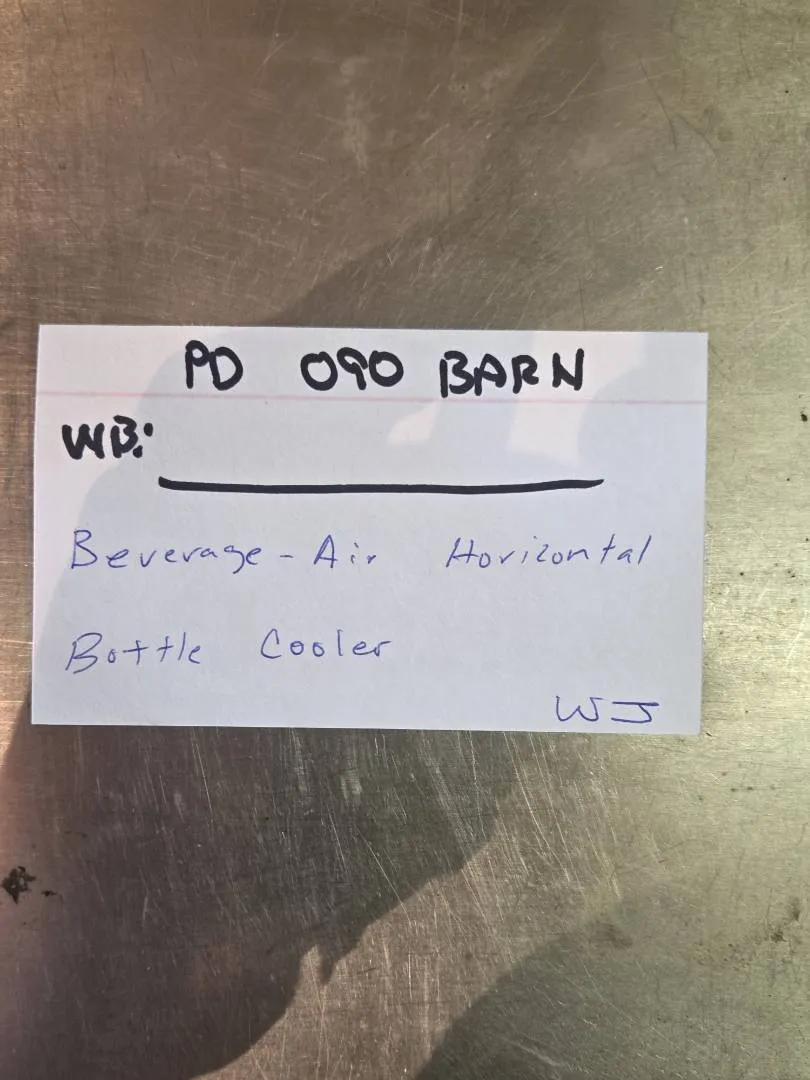 PD 090 BARN
WB:
Beverage-Air Horizontal
Bottle Cooler
WJ